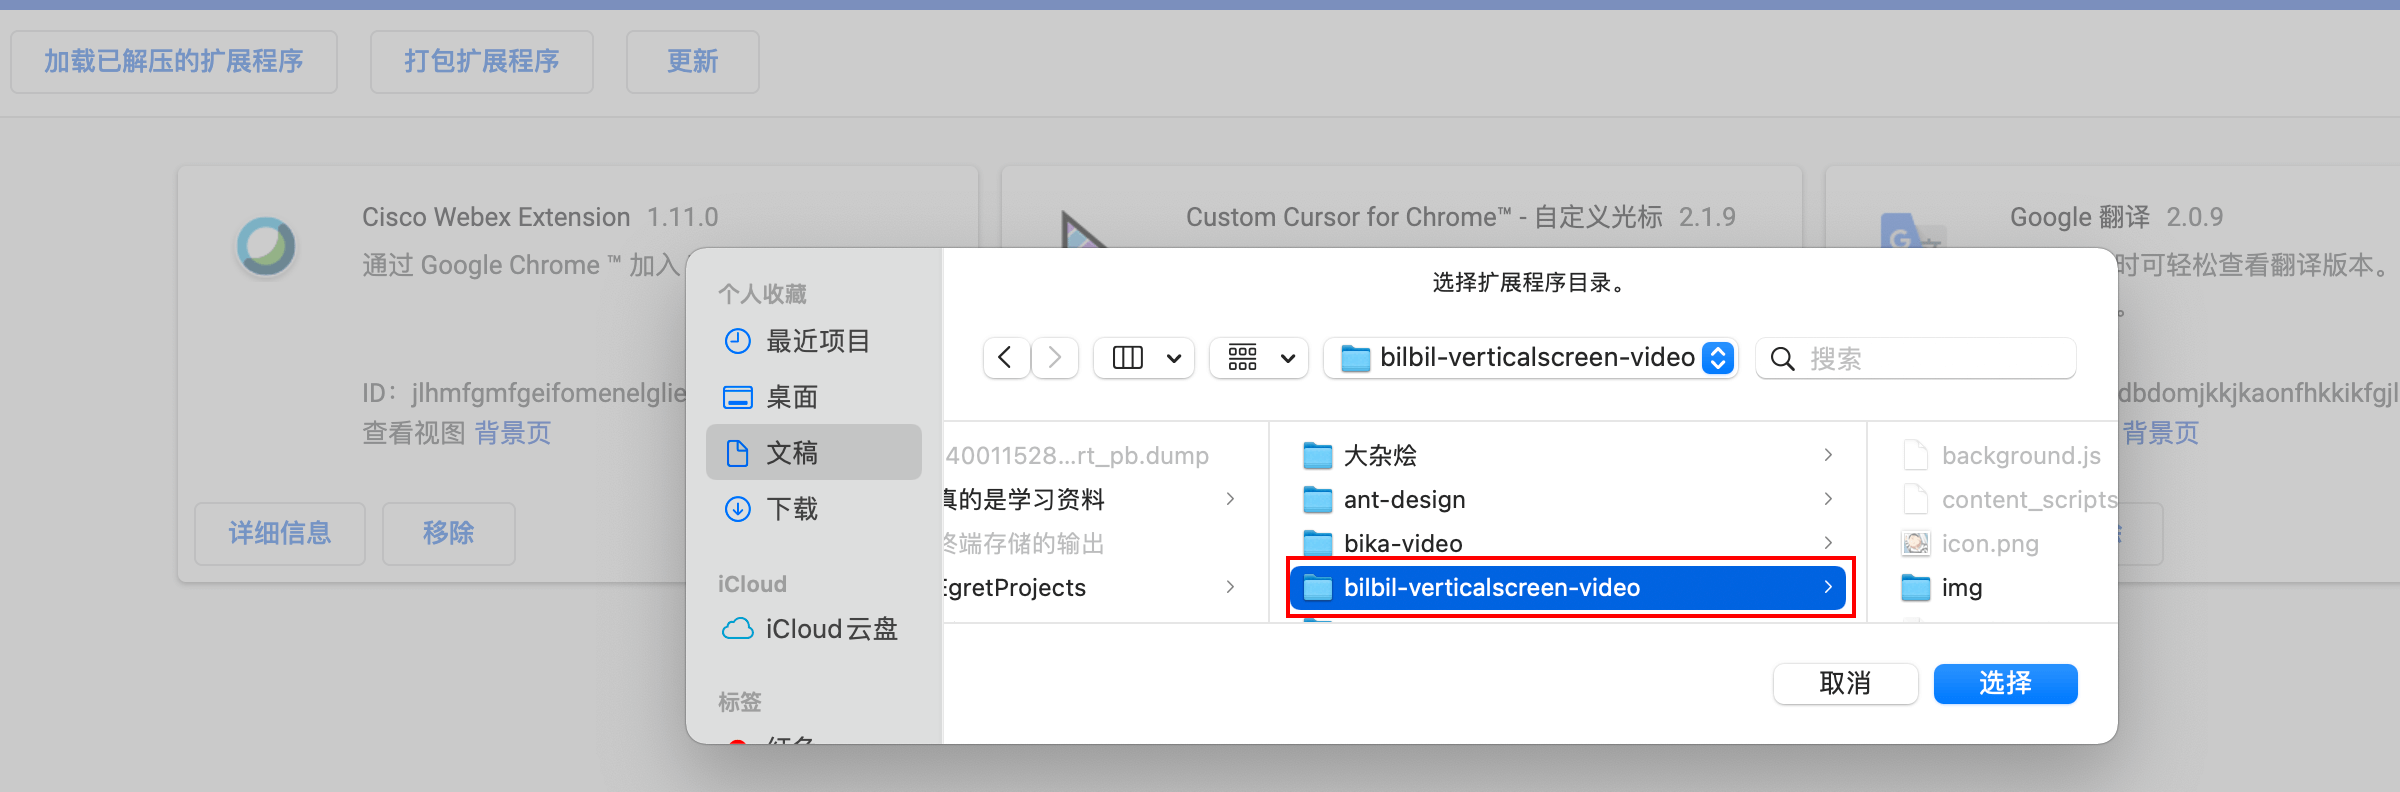 加载已解压的扩展程序
打包扩展程序
更新
Cisco Webex Extension 1.11.0
通过 Google Chrome ™ 加入
ID: jlhmfgmfgeifomenelglie
查看视图 背景页
详细信息
移除
Custom Cursor for Chrome™ - 自定义光标 2.1.9
Google 翻译 2.0.9
时可轻松查看翻译版本。
。
dbdomjkkjkaonfhkkikfgjl
背景页
个人收藏
最近项目
桌面
文稿
下载
iCloud
iCloud云盘
标签
红色
选择扩展程序目录。
bilbil-verticalscreen-video
搜索
40011528...rt_pb.dump
真的是学习资料
终端存储的输出
EgretProjects
大杂烩
ant-design
bika-video
bilbil-verticalscreen-video
background.js
content_scripts
icon.png
img
取消
选择